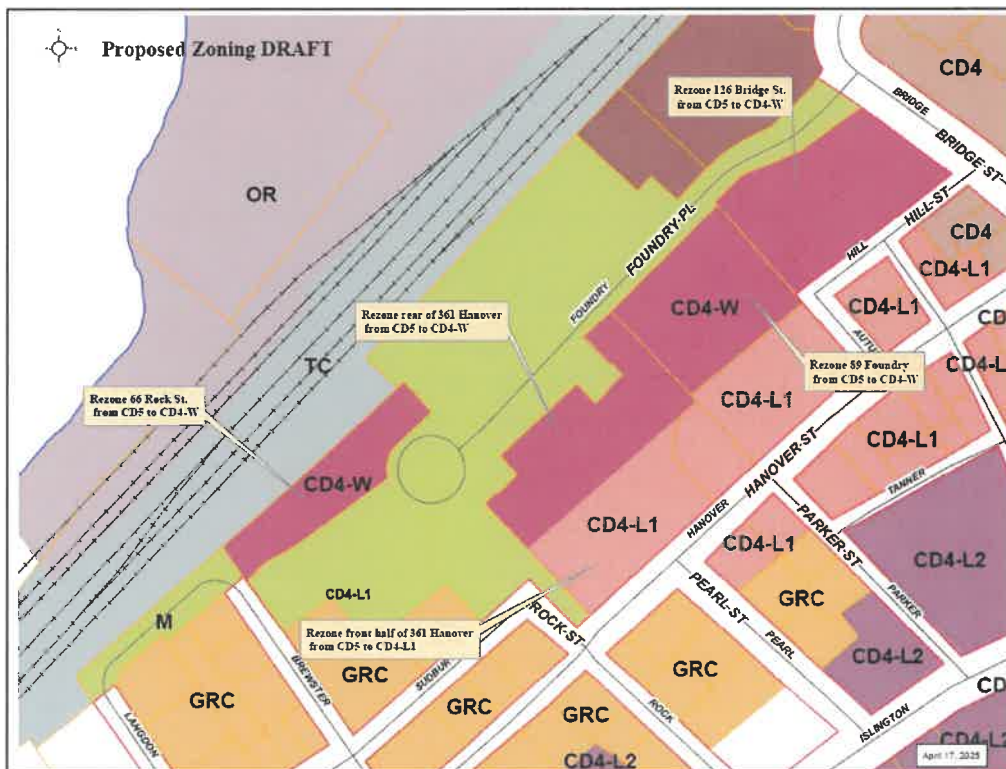 Proposed Zoning DRAFT
CD4
Rezone 126 Bridge St.
from CD5 to CD4-W
BRIDGE
BRIDGE-ST
OR
FOUNDRY-PL
HILL-ST
HILL
CD4
CD4-L1
FOUNDRY
CD4-W
CD4-L1
Rezone rear of 361 Hanover
from CD5 to CD4-W
TC
Rezone 89 Foundry
from CD5 to CD4-W
CD4-L1
Rezone 66 Rock St.
from CD5 to CD4-W
CD4-L1
HANOVER-ST
TANNER
CD4-W
CD4-L1
HANOVER
CD4-L1
PARKER-ST
CD4-L2
CD4-L1
M
Rezone front half of 361 Hanover
from CD5 to CD4-L1
ROCK-ST
PEARL-ST
GRC
PARKER
GRC
BREWSTER
GRC
GRC
PEARL
CD4-L2
GRC
GRC
ROCK
ISLINGTON
LANGDON
CD4-L2
April 17, 2025